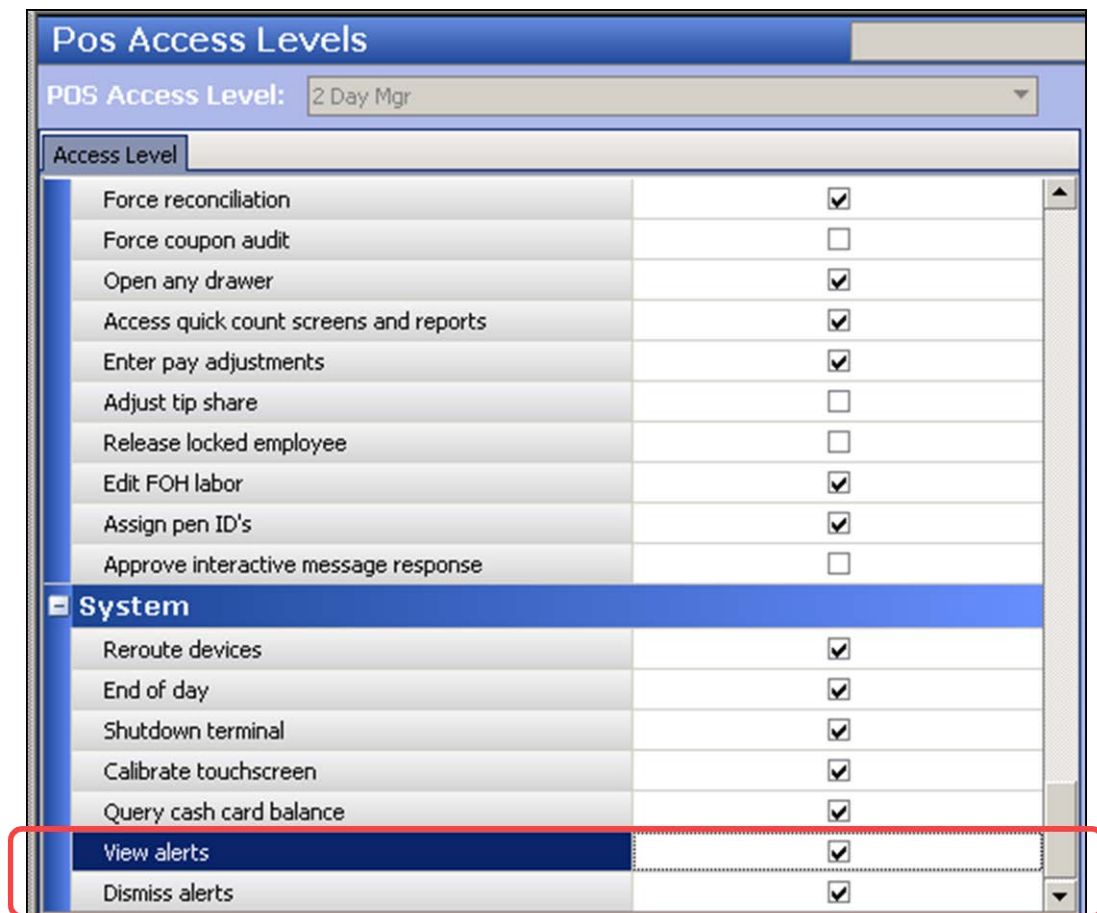 Pos Access Levels
POS Access Level: 2 Day Mgr
Access Level
Force reconciliation
Force coupon audit
Open any drawer
Access quick count screens and reports
Enter pay adjustments
Adjust tip share
Release locked employee
Edit FOH labor
Assign pen ID's
Approve interactive message response
System
Reroute devices
End of day
Shutdown terminal
Calibrate touchscreen
Query cash card balance
View alerts
Dismiss alerts